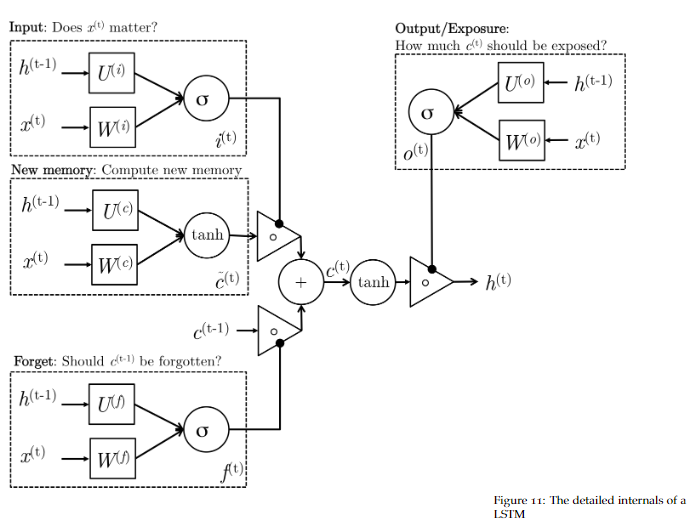 Input: Does x⁽ᵗ⁾ matter?
h(t-1)
U(i)
σ
x(t)
W(i)
i(t)
New memory: Compute new memory
h(t-1)
U(c)
tanh
x(t)
W(c)
c̃(t)
c(t-1)
Forget: Should c⁽ᵗ⁻¹⁾ be forgotten?
h(t-1)
U(f)
σ
x(t)
W(f)
f(t)
+
c(t)
tanh
h(t)
Output/Exposure:
How much c⁽ᵗ⁾ should be exposed?
U(o)
h(t-1)
σ
W(o)
x(t)
o(t)
Figure 11: The detailed internals of a
LSTM